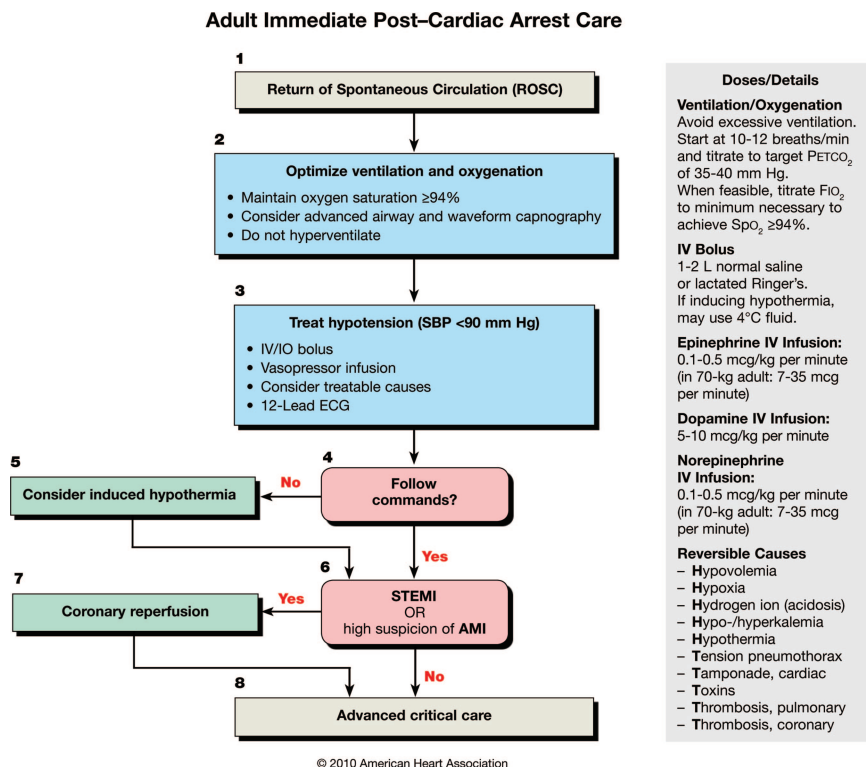 Adult Immediate Post–Cardiac Arrest Care
1
Return of Spontaneous Circulation (ROSC)
2
Optimize ventilation and oxygenation
• Maintain oxygen saturation ≥94%
• Consider advanced airway and waveform capnography
• Do not hyperventilate
3
Treat hypotension (SBP <90 mm Hg)
• IV/IO bolus
• Vasopressor infusion
• Consider treatable causes
• 12-Lead ECG
4
Follow
commands?
No
5
Consider induced hypothermia
Yes
6
STEMI
OR
high suspicion of AMI
Yes
7
Coronary reperfusion
No
8
Advanced critical care
Doses/Details
Ventilation/Oxygenation
Avoid excessive ventilation.
Start at 10-12 breaths/min
and titrate to target PETCO2
of 35-40 mm Hg.
When feasible, titrate FIO2
to minimum necessary to
achieve SpO2 ≥94%.
IV Bolus
1-2 L normal saline
or lactated Ringer's.
If inducing hypothermia,
may use 4°C fluid.
Epinephrine IV Infusion:
0.1-0.5 mcg/kg per minute
(in 70-kg adult: 7-35 mcg
per minute)
Dopamine IV Infusion:
5-10 mcg/kg per minute
Norepinephrine
IV Infusion:
0.1-0.5 mcg/kg per minute
(in 70-kg adult: 7-35 mcg
per minute)
Reversible Causes
– Hypovolemia
– Hypoxia
– Hydrogen ion (acidosis)
– Hypo-/hyperkalemia
– Hypothermia
– Tension pneumothorax
– Tamponade, cardiac
– Toxins
– Thrombosis, pulmonary
– Thrombosis, coronary
© 2010 American Heart Association